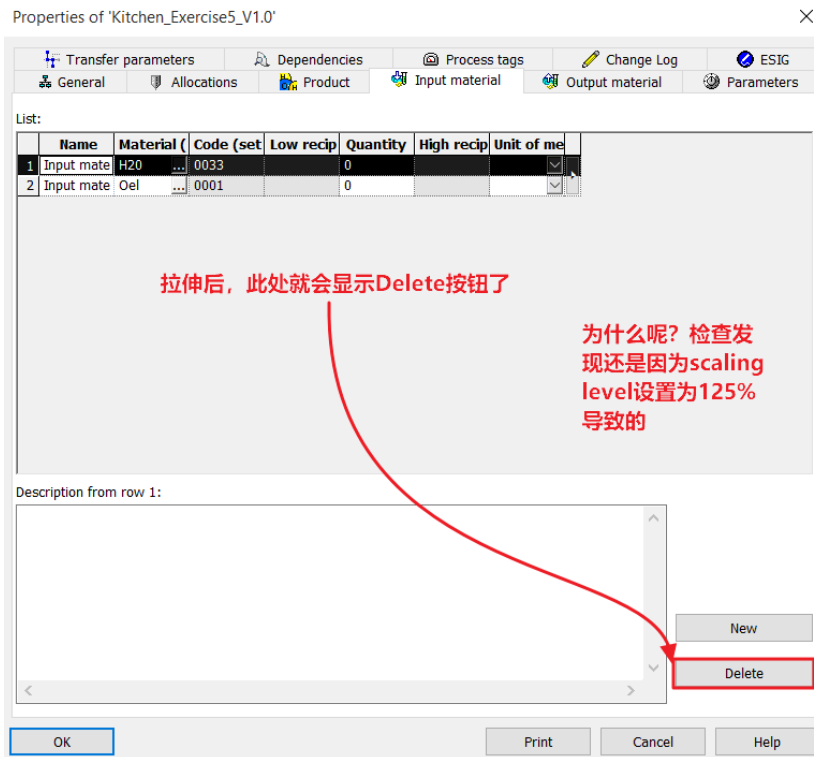 Properties of 'Kitchen_Exercise5_V1.0'
Transfer parameters
Dependencies
Process tags
Change Log
ESIG
General
Allocations
Product
Input material
Output material
Parameters
List:
Name Material ( Code (set Low recip Quantity High recip Unit of me
1 Input mate H20 ... 0033 0
2 Input mate Oel ... 0001 0
拉伸后，此处就会显示Delete按钮了
为什么呢？检查发
现还是因为scaling
level设置为125%
导致的
Description from row 1:
New
Delete
OK
Print
Cancel
Help